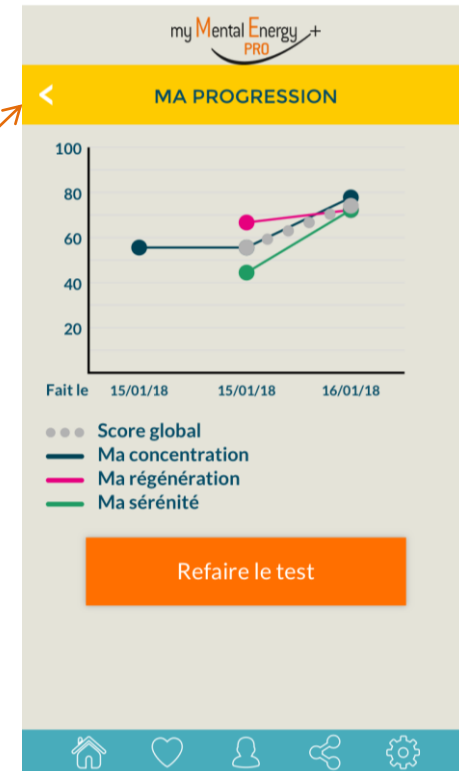 my Mental Energy +
PRO
MA PROGRESSION
100
80
60
40
20
Fait le 15/01/18 15/01/18 16/01/18
Score global
Ma concentration
Ma régénération
Ma sérénité
Refaire le test